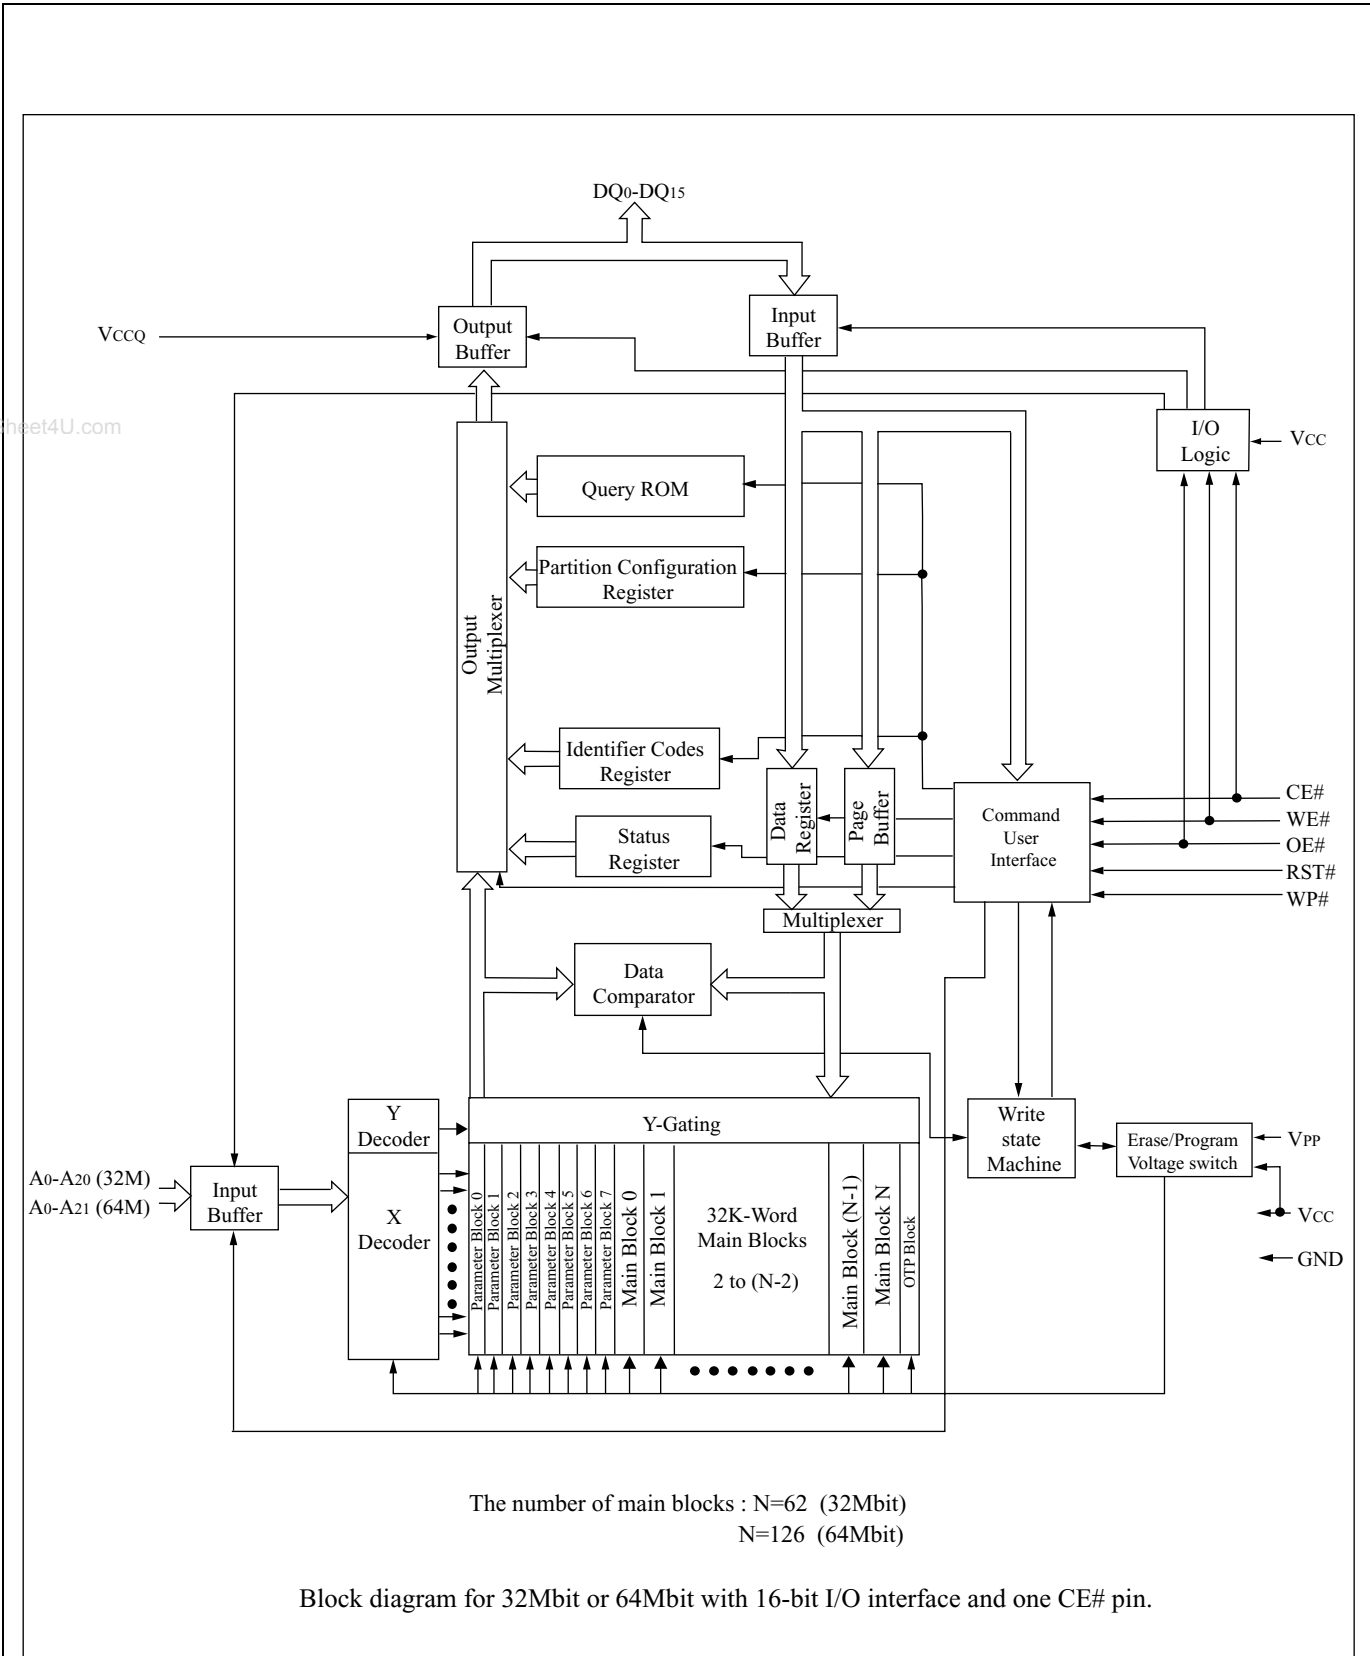 DQ0-DQ15
VCCQ
Output
Buffer
Input
Buffer
heet4U.com
I/O
Logic
VCC
Query ROM
Partition Configuration
Register
Output
Multiplexer
Identifier Codes
Register
Data
Register
Page
Buffer
Status
Register
Command
User
Interface
CE#
WE#
OE#
RST#
WP#
Multiplexer
Data
Comparator
Y
Decoder
Y-Gating
Write
state
Machine
Erase/Program
Voltage switch
VPP
VCC
GND
A0-A20 (32M)
A0-A21 (64M)
Input
Buffer
X
Decoder
Parameter Block 0
Parameter Block 1
Parameter Block 2
Parameter Block 3
Parameter Block 4
Parameter Block 5
Parameter Block 6
Parameter Block 7
Main Block 0
Main Block 1
32K-Word
Main Blocks
2 to (N-2)
Main Block (N-1)
Main Block N
OTP Block
The number of main blocks : N=62 (32Mbit)
N=126 (64Mbit)
Block diagram for 32Mbit or 64Mbit with 16-bit I/O interface and one CE# pin.